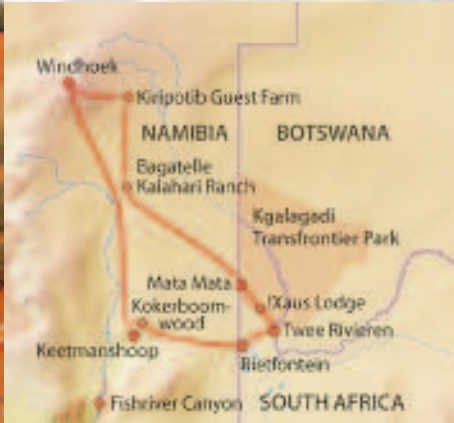 Windhoek
Kiripotib Guest Farm
NAMIBIA
BOTSWANA
Bagatelle
Kalahari Ranch
Kgalagadi
Transfrontier Park
Mata Mata
!Xaus Lodge
Kokerboom-
wood
Twee Rivieren
Keetmanshoop
Rietfontein
Fishriver Canyon
SOUTH AFRICA